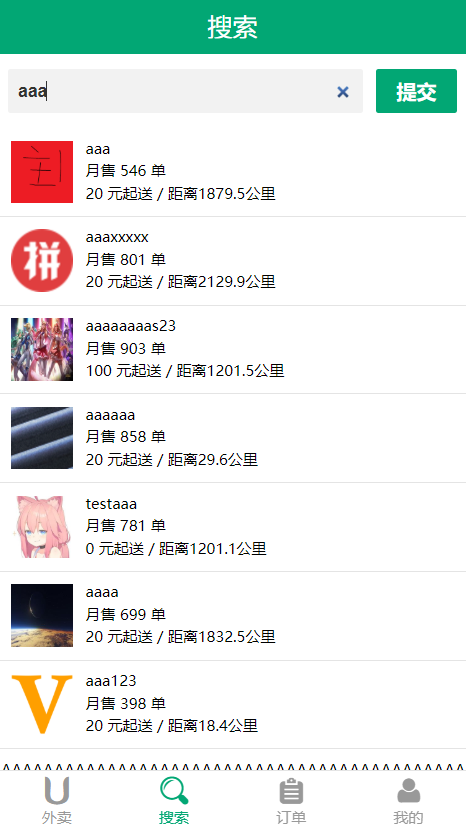 搜索
aaa
提交
aaa
月售 546 单
20 元起送 / 距离1879.5公里
拼
aaaxxxxx
月售 801 单
20 元起送 / 距离2129.9公里
aaaaaaaas23
月售 903 单
100 元起送 / 距离1201.5公里
aaaaaa
月售 858 单
20 元起送 / 距离29.6公里
testaaa
月售 781 单
0 元起送 / 距离1201.1公里
aaaa
月售 699 单
20 元起送 / 距离1832.5公里
V
aaa123
月售 398 单
20 元起送 / 距离18.4公里
外卖
搜索
订单
我的